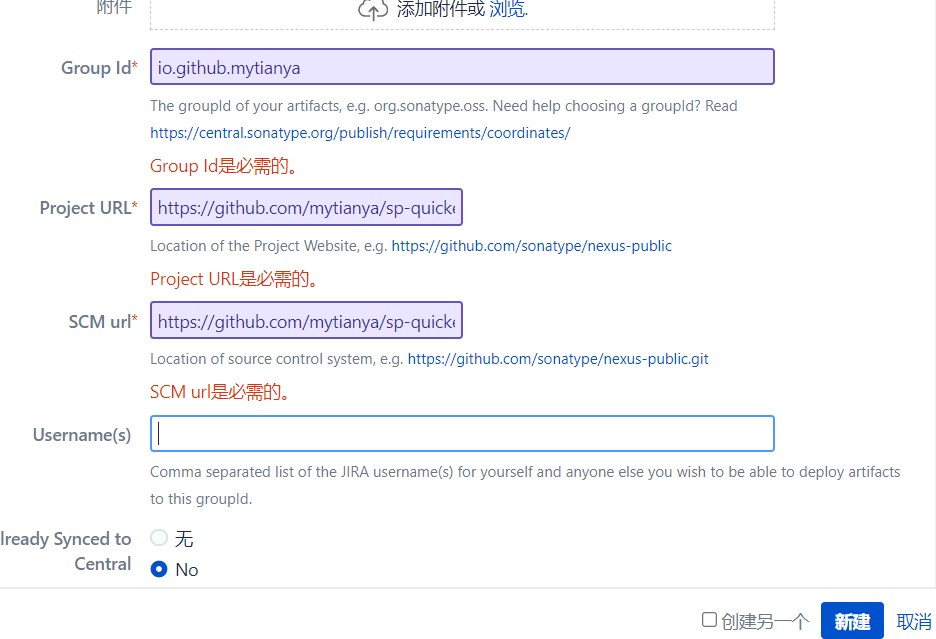 附件
添加附件或 浏览.
Group Id*
io.github.mytianya
The groupId of your artifacts, e.g. org.sonatype.oss. Need help choosing a groupId? Read
https://central.sonatype.org/publish/requirements/coordinates/
Group Id是必需的。
Project URL*
https://github.com/mytianya/sp-quicke
Location of the Project Website, e.g. https://github.com/sonatype/nexus-public
Project URL是必需的。
SCM url*
https://github.com/mytianya/sp-quicke
Location of source control system, e.g. https://github.com/sonatype/nexus-public.git
SCM url是必需的。
Username(s)
Comma separated list of the JIRA username(s) for yourself and anyone else you wish to be able to deploy artifacts
to this groupId.
lready Synced to
Central
无
No
创建另一个
新建
取消